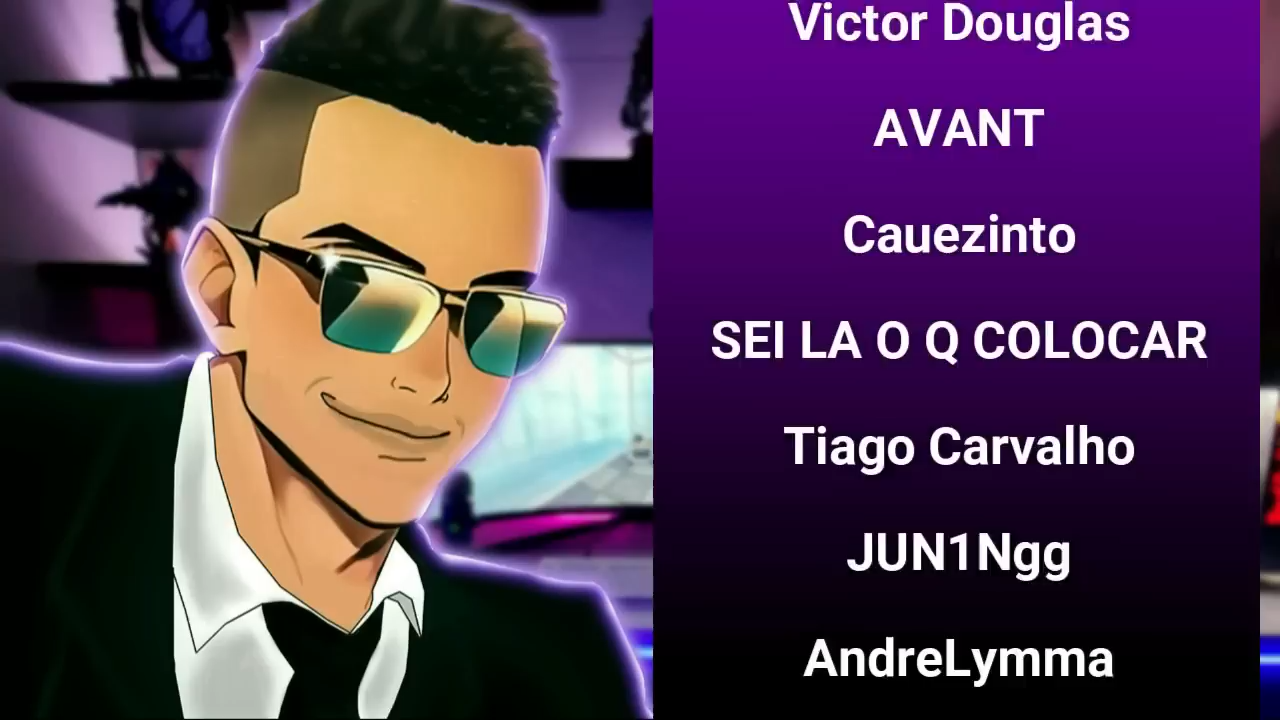 Victor Douglas
AVANT
Cauezinto
SEI LA O Q COLOCAR
Tiago Carvalho
JUN1Ngg
AndreLymma